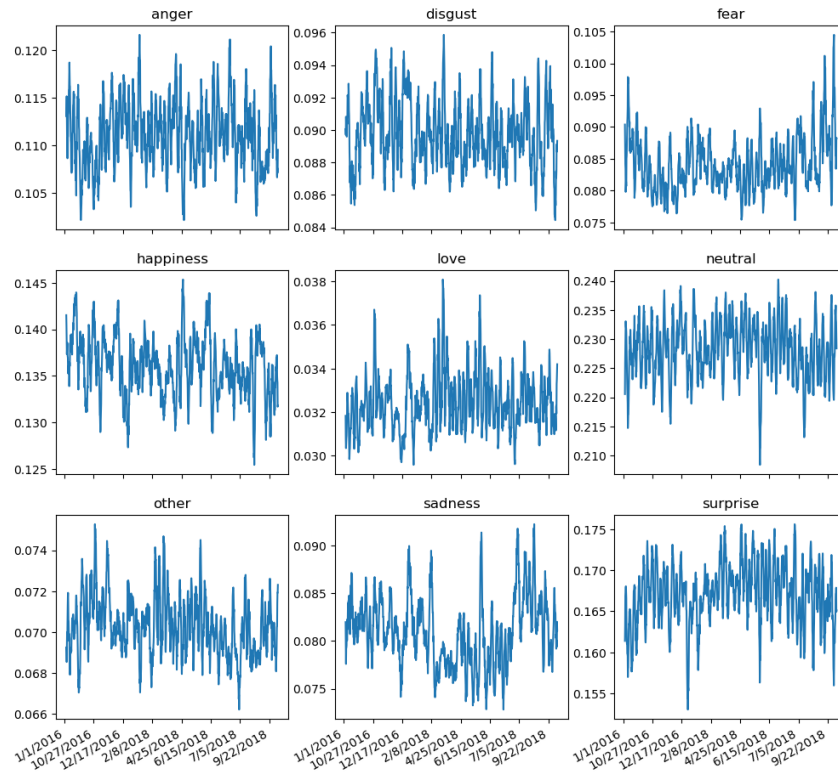 anger disgust fear
0.120 0.096 0.105
0.115 0.094 0.100
0.110 0.092 0.095
0.105 0.090 0.090
0.088 0.085
0.086 0.080
0.084 0.075
happiness love neutral
0.145 0.038 0.240
0.140 0.036 0.235
0.135 0.034 0.230
0.130 0.032 0.225
0.125 0.030 0.220
0.215
0.210
other sadness surprise
0.074 0.090 0.175
0.072 0.085 0.170
0.070 0.080 0.165
0.068 0.075 0.160
0.066 0.155
1/1/2016 10/27/2016 12/17/2016 2/8/2018 4/25/2018 6/15/2018 7/5/2018 9/22/2018
1/1/2016 10/27/2016 12/17/2016 2/8/2018 4/25/2018 6/15/2018 7/5/2018 9/22/2018
1/1/2016 10/27/2016 12/17/2016 2/8/2018 4/25/2018 6/15/2018 7/5/2018 9/22/2018